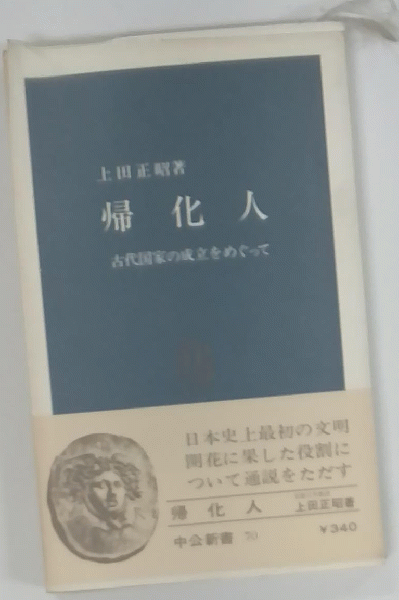 上田正昭著
帰化人
古代国家の成立をめぐって
日本史上最初の文明
開花に果した役割に
ついて通説をただす
帰化人
上田正昭著
中公新書 70
¥340